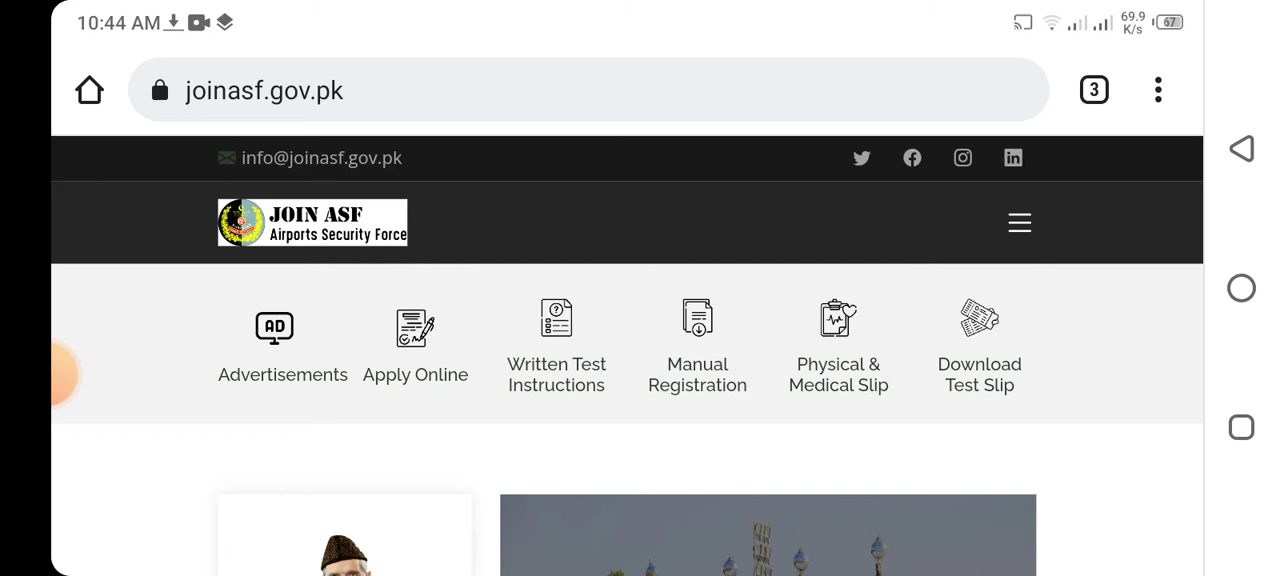 10:44 AM
69.9
K/s
67
joinasf.gov.pk
3
info@joinasf.gov.pk
JOIN ASF
Airports Security Force
AD
Advertisements
Apply Online
Written Test
Instructions
Manual
Registration
Physical &
Medical Slip
Download
Test Slip